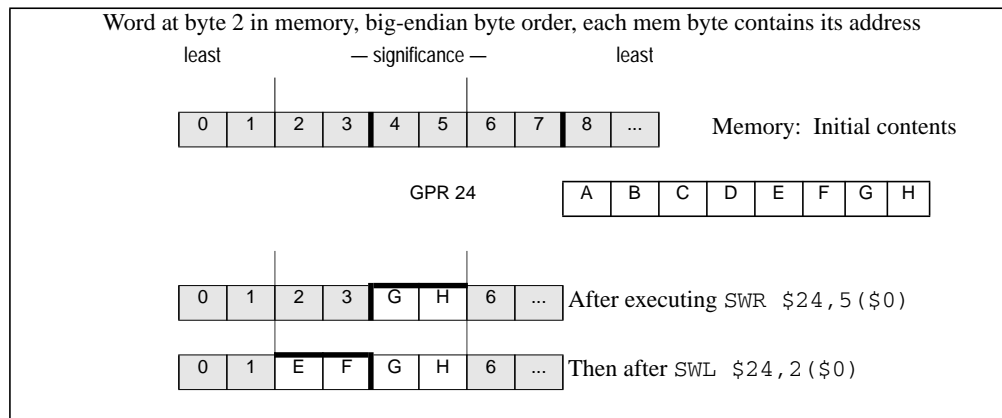 Word at byte 2 in memory, big-endian byte order, each mem byte contains its address
least — significance — least
0 1 2 3 4 5 6 7 8 ... Memory: Initial contents
GPR 24 A B C D E F G H
0 1 2 3 G H 6 ... After executing SWR $24,5($0)
0 1 E F G H 6 ... Then after SWL $24,2($0)